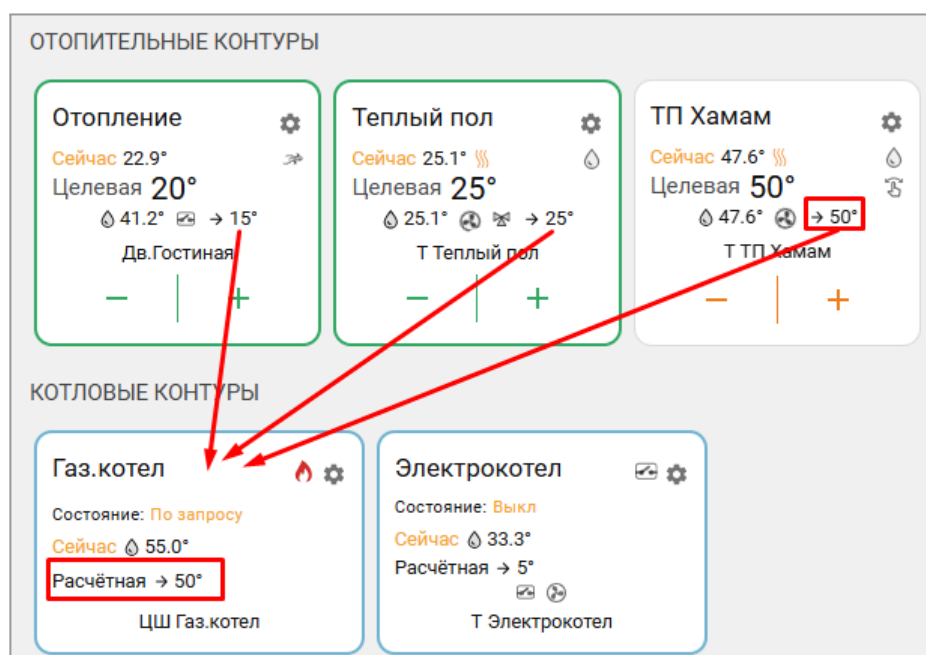 ОТОПИТЕЛЬНЫЕ КОНТУРЫ
Отопление
Сейчас 22.9°
Целевая 20°
41.2° → 15°
Дв.Гостиная
− +
Теплый пол
Сейчас 25.1°
Целевая 25°
25.1° → 25°
Т Теплый пол
− +
ТП Хамам
Сейчас 47.6°
Целевая 50°
47.6° → 50°
Т ТП Хамам
− +
КОТЛОВЫЕ КОНТУРЫ
Газ.котел
Состояние: По запросу
Сейчас 55.0°
Расчётная → 50°
ЦШ Газ.котел
Электрокотел
Состояние: Выкл
Сейчас 33.3°
Расчётная → 5°
Т Электрокотел